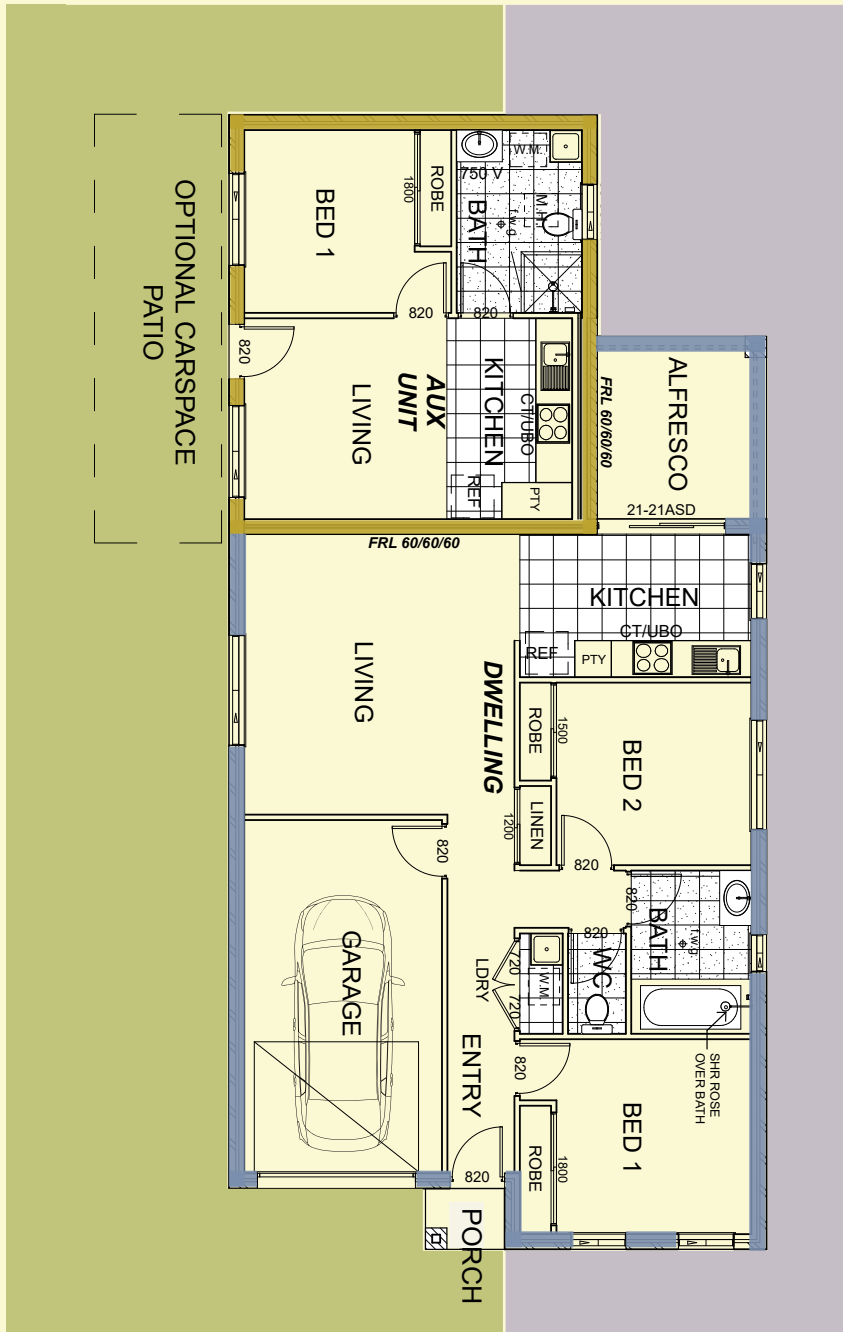 OPTIONAL CARSPACE
PATIO
BED 1
1800
ROBE
750 V
W.M.
BATH
f.w.g
M.H.
820
820
820
LIVING
AUX
UNIT
KITCHEN
CT/UBO
REF
PTY
FRL 60/60/60
ALFRESCO
21-21ASD
FRL 60/60/60
KITCHEN
CT/UBO
REF
PTY
LIVING
DWELLING
ROBE
1500
BED 2
LINEN
1200
820
820
820
BATH
f.w.g
820
WC
720
720
W.M.
LDRY
GARAGE
ENTRY
820
SHR ROSE
OVER BATH
BED 1
ROBE
1800
820
PORCH